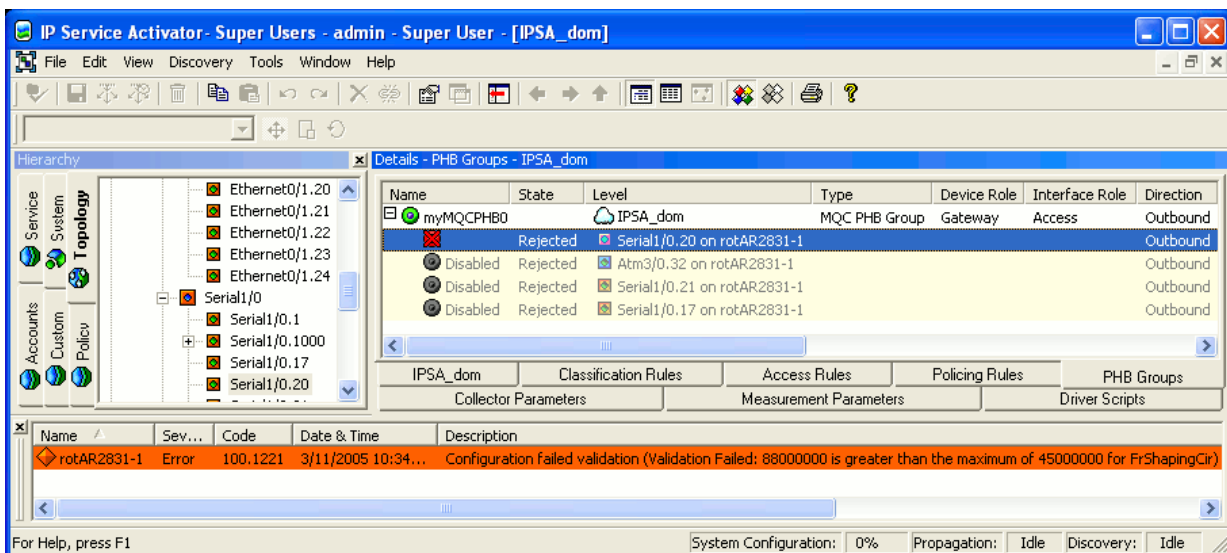 IP Service Activator- Super Users - admin - Super User - [IPSA_dom]
File Edit View Discovery Tools Window Help
Hierarchy
Details - PHB Groups - IPSA_dom
Service
System
Topology
Accounts
Custom
Policy
Ethernet0/1.20
Ethernet0/1.21
Ethernet0/1.22
Ethernet0/1.23
Ethernet0/1.24
Serial1/0
Serial1/0.1
Serial1/0.1000
Serial1/0.17
Serial1/0.20
Name State Level Type Device Role Interface Role Direction
myMQCPHB0 IPSA_dom MQC PHB Group Gateway Access Outbound
Rejected Serial1/0.20 on rotAR2831-1 Outbound
Disabled Rejected Atm3/0.32 on rotAR2831-1 Outbound
Disabled Rejected Serial1/0.21 on rotAR2831-1 Outbound
Disabled Rejected Serial1/0.17 on rotAR2831-1 Outbound
IPSA_dom Classification Rules Access Rules Policing Rules PHB Groups
Collector Parameters Measurement Parameters Driver Scripts
Name Sev... Code Date & Time Description
rotAR2831-1 Error 100.1221 3/11/2005 10:34... Configuration failed validation (Validation Failed: 88000000 is greater than the maximum of 45000000 for FrShapingCir)
For Help, press F1 System Configuration: 0% Propagation: Idle Discovery: Idle